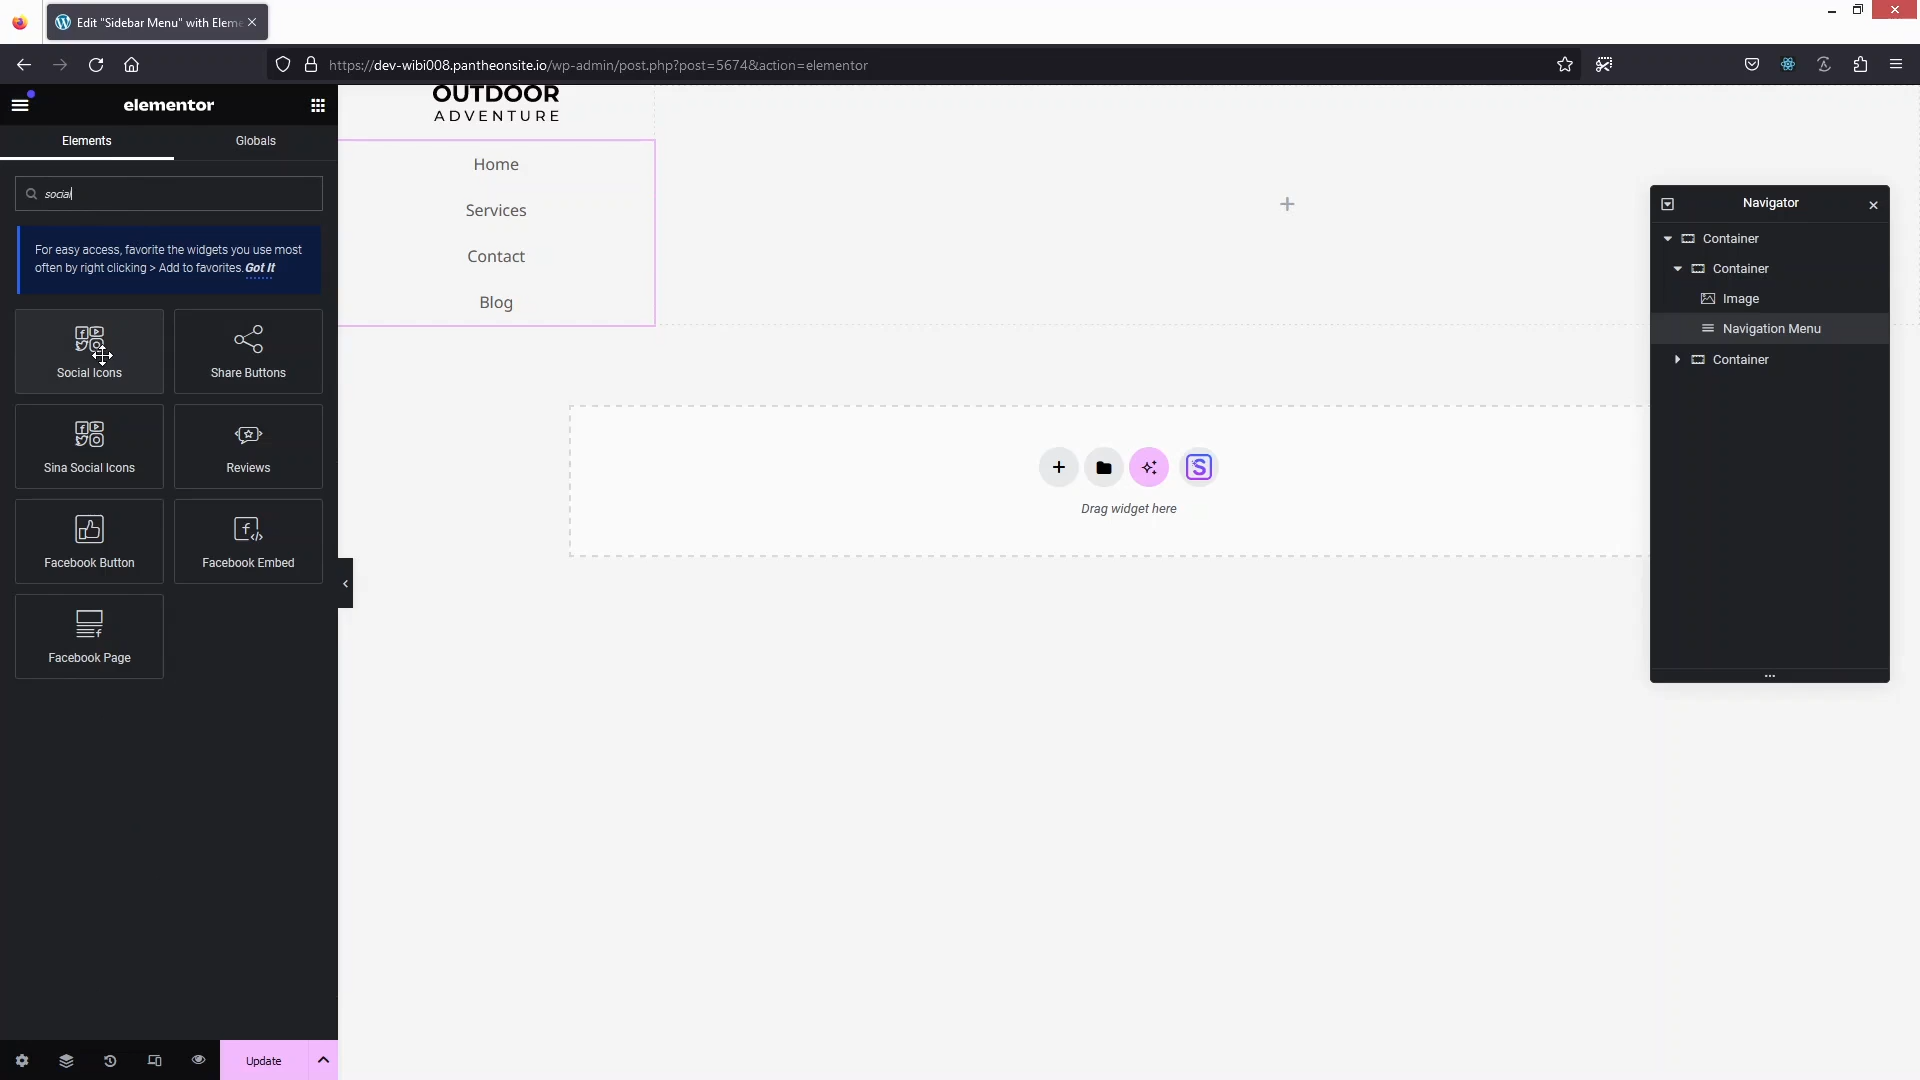 Edit "Sidebar Menu" with Eleme
https://dev-wibi008.pantheonsite.io/wp-admin/post.php?post=5674&action=elementor
elementor
Elements
Globals
social
For easy access, favorite the widgets you use most
often by right clicking > Add to favorites. Got It
Social Icons
Share Buttons
Sina Social Icons
Reviews
Facebook Button
Facebook Embed
Facebook Page
Update
OUTDOOR
ADVENTURE
Home
Services
Contact
Blog
Drag widget here
Navigator
Container
Container
Image
Navigation Menu
Container